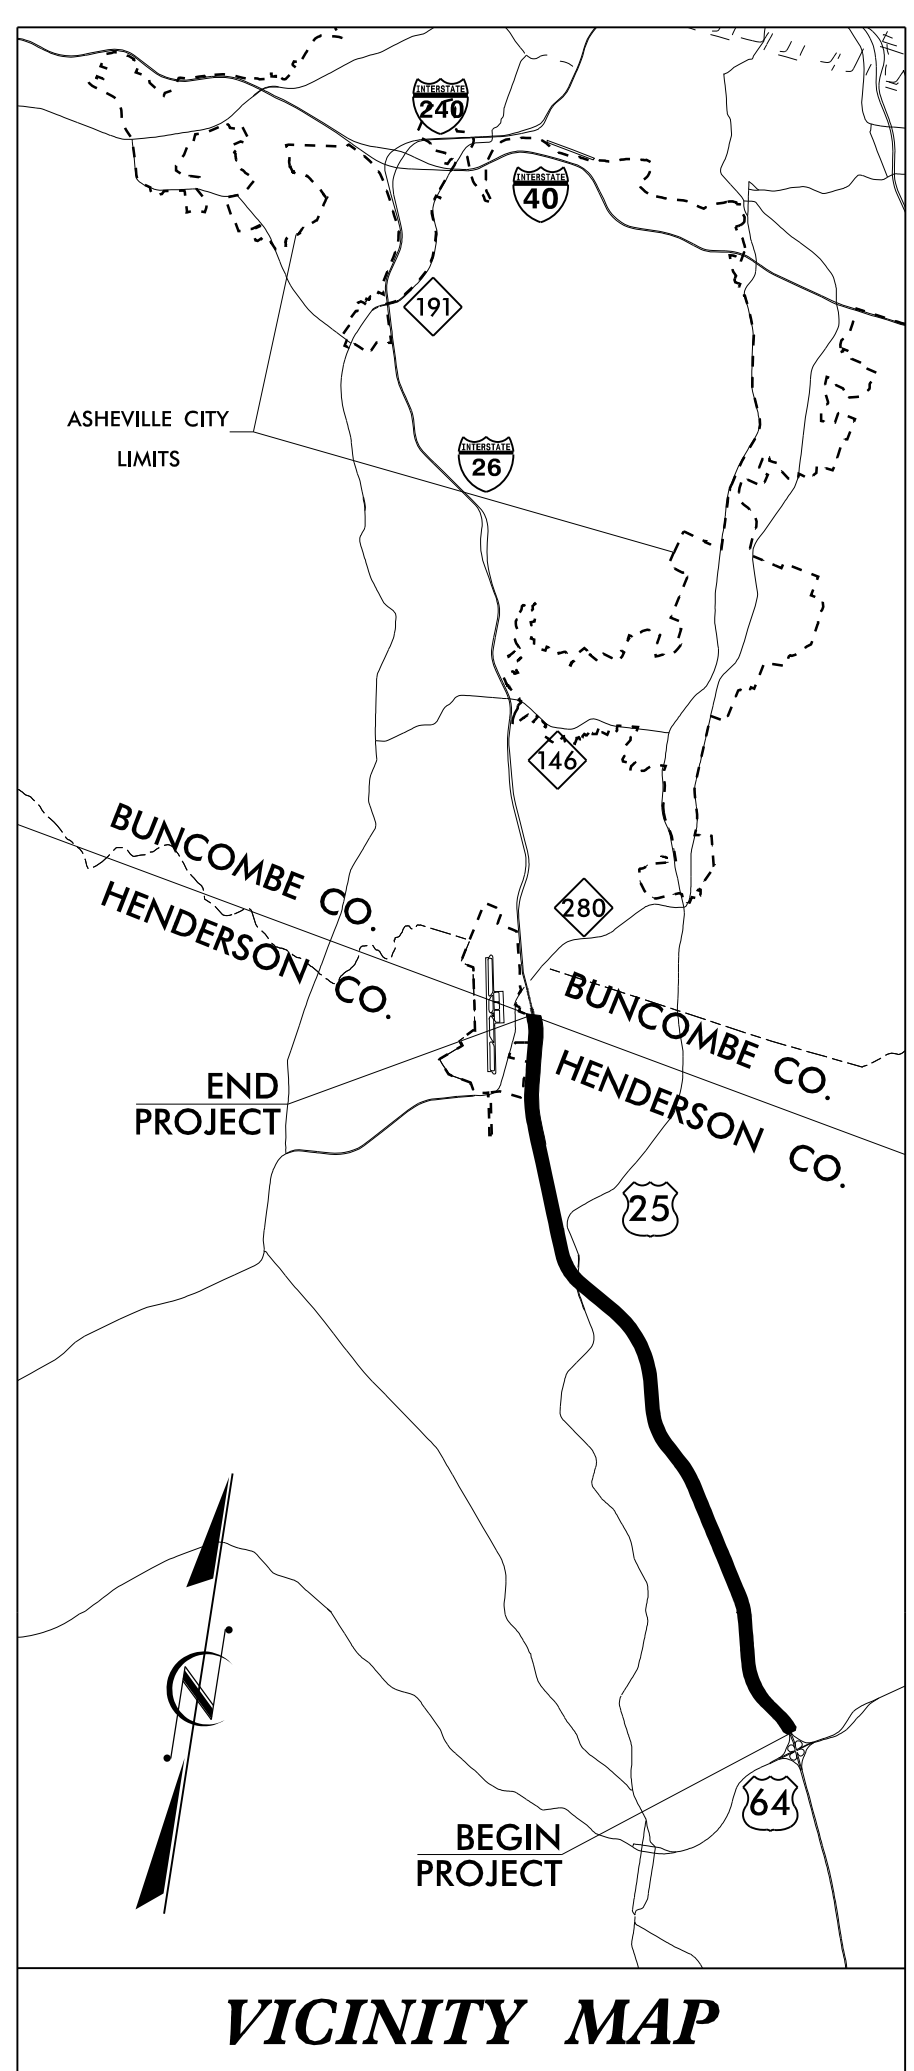 INTERSTATE
240
INTERSTATE
40
191
ASHEVILLE CITY
LIMITS
INTERSTATE
26
146
BUNCOMBE CO.
HENDERSON CO.
280
BUNCOMBE CO.
HENDERSON CO.
END
PROJECT
25
N
64
BEGIN
PROJECT
VICINITY MAP